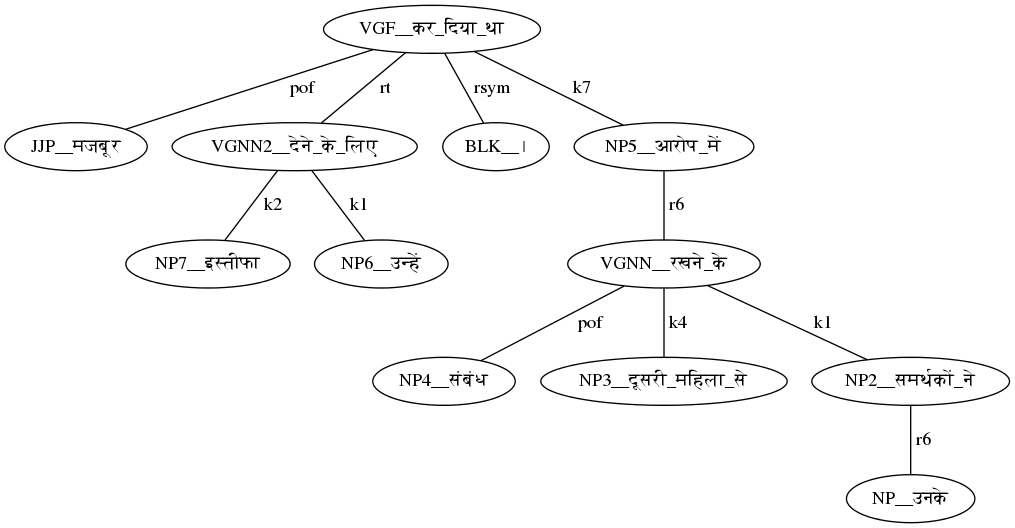 VGF__कर_दिया_था
pof rt rsym k7
JJP__मजबूर VGNN2__देने_के_लिए BLK__। NP5__आरोप_में
k2 k1 r6
NP7__इस्तीफा NP6__उन्हें VGNN__रखने_के
pof k4 k1
NP4__संबंध NP3__दूसरी_महिला_से NP2__समर्थकों_ने
r6
NP__उनके